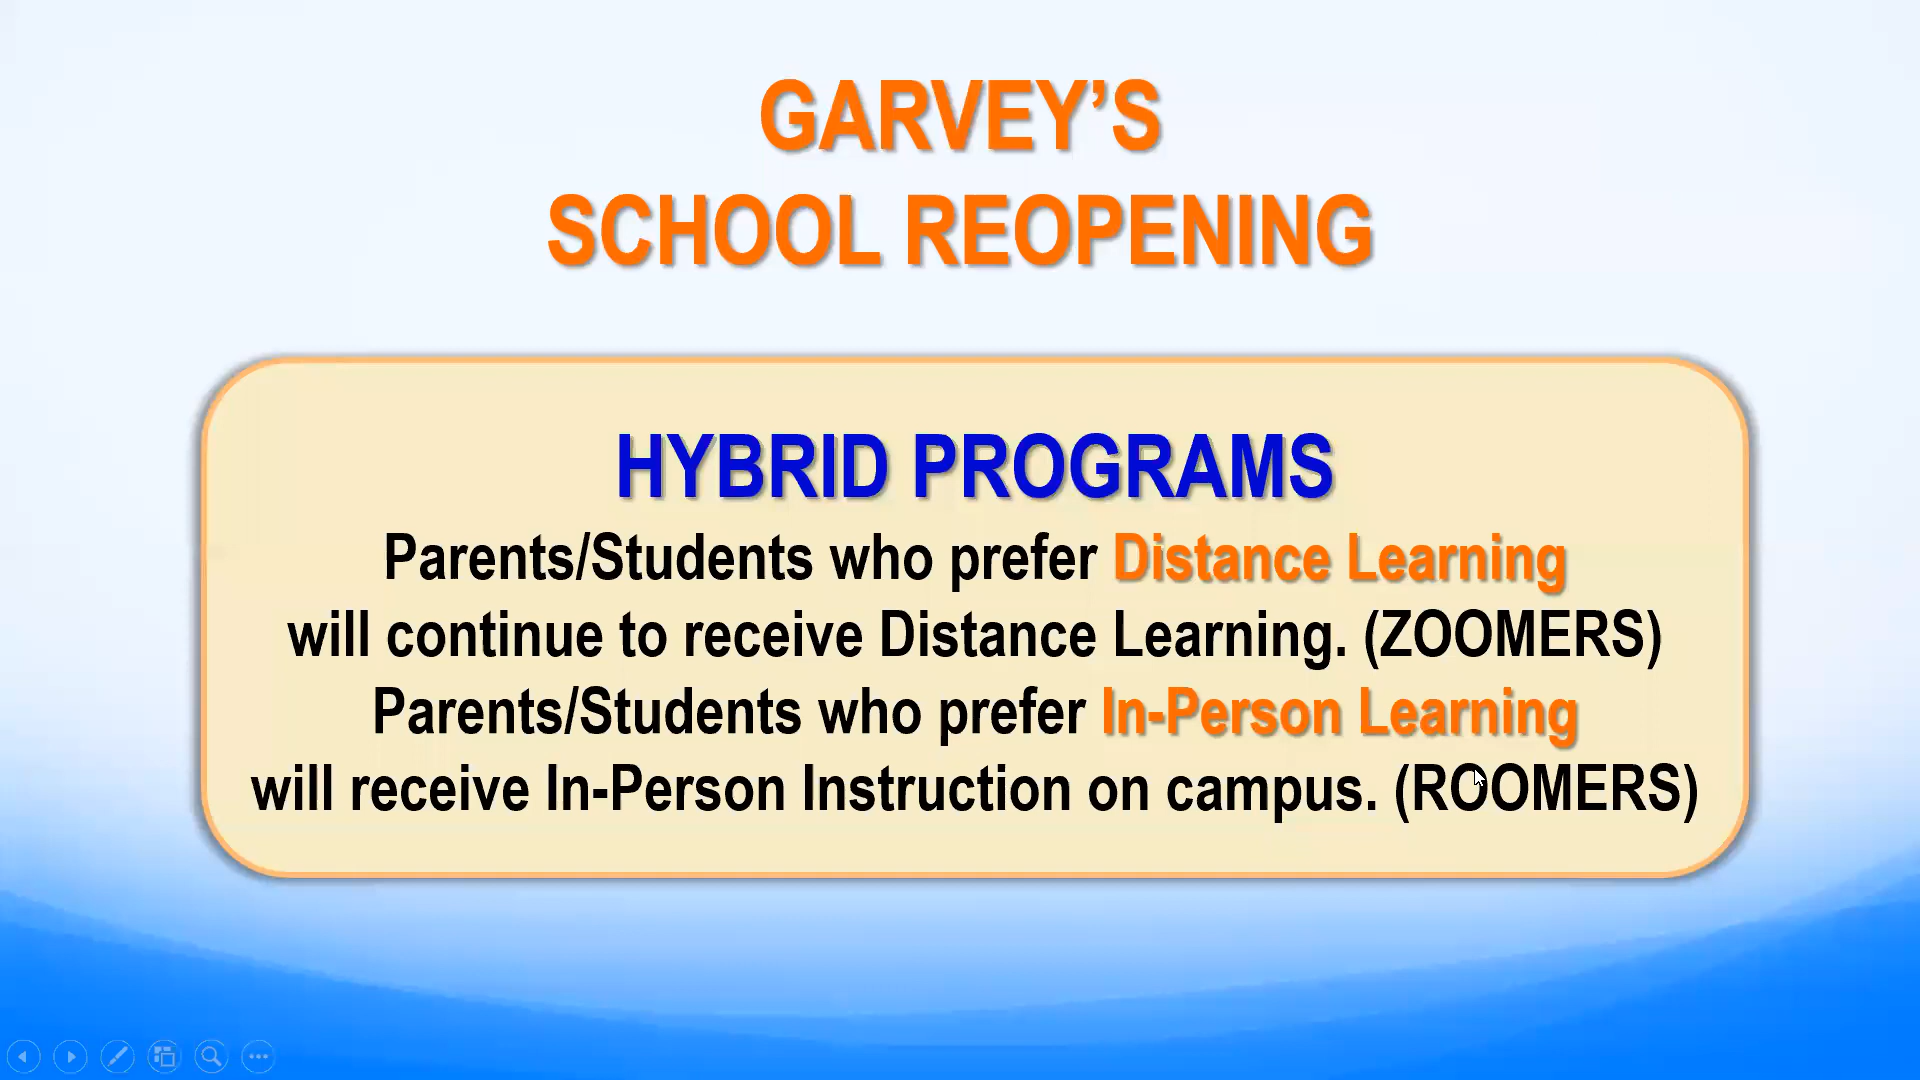 GARVEY’S
SCHOOL REOPENING
HYBRID PROGRAMS
Parents/Students who prefer Distance Learning
will continue to receive Distance Learning. (ZOOMERS)
Parents/Students who prefer In-Person Learning
will receive In-Person Instruction on campus. (ROOMERS)